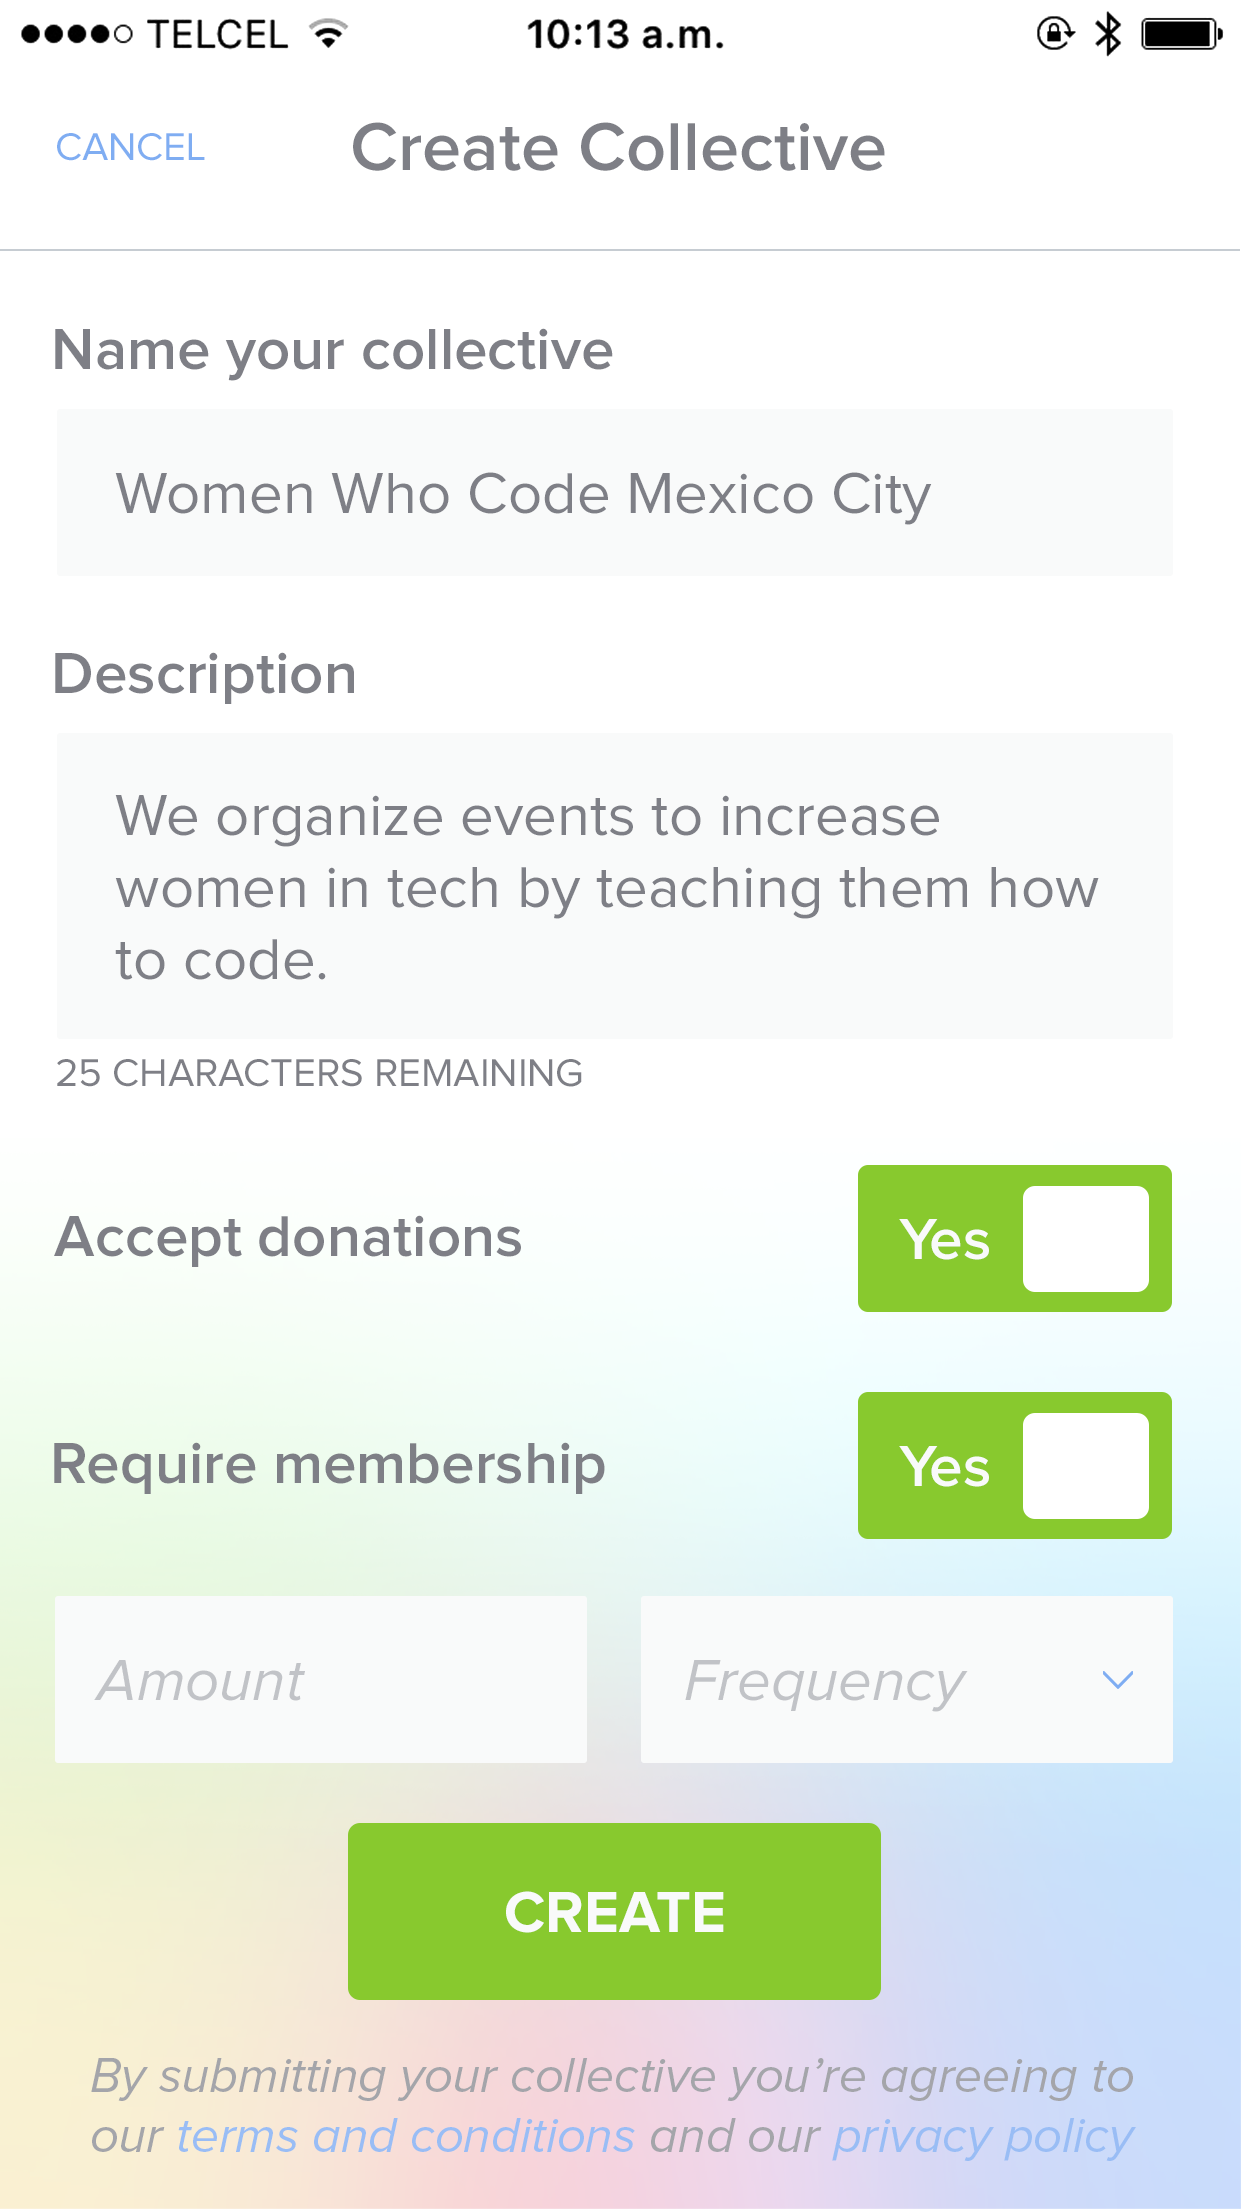 TELCEL 10:13 a.m.
CANCEL Create Collective
Name your collective
Women Who Code Mexico City
Description
We organize events to increase
women in tech by teaching them how
to code.
25 CHARACTERS REMAINING
Accept donations Yes
Require membership Yes
Amount Frequency
CREATE
By submitting your collective you’re agreeing to
our terms and conditions and our privacy policy